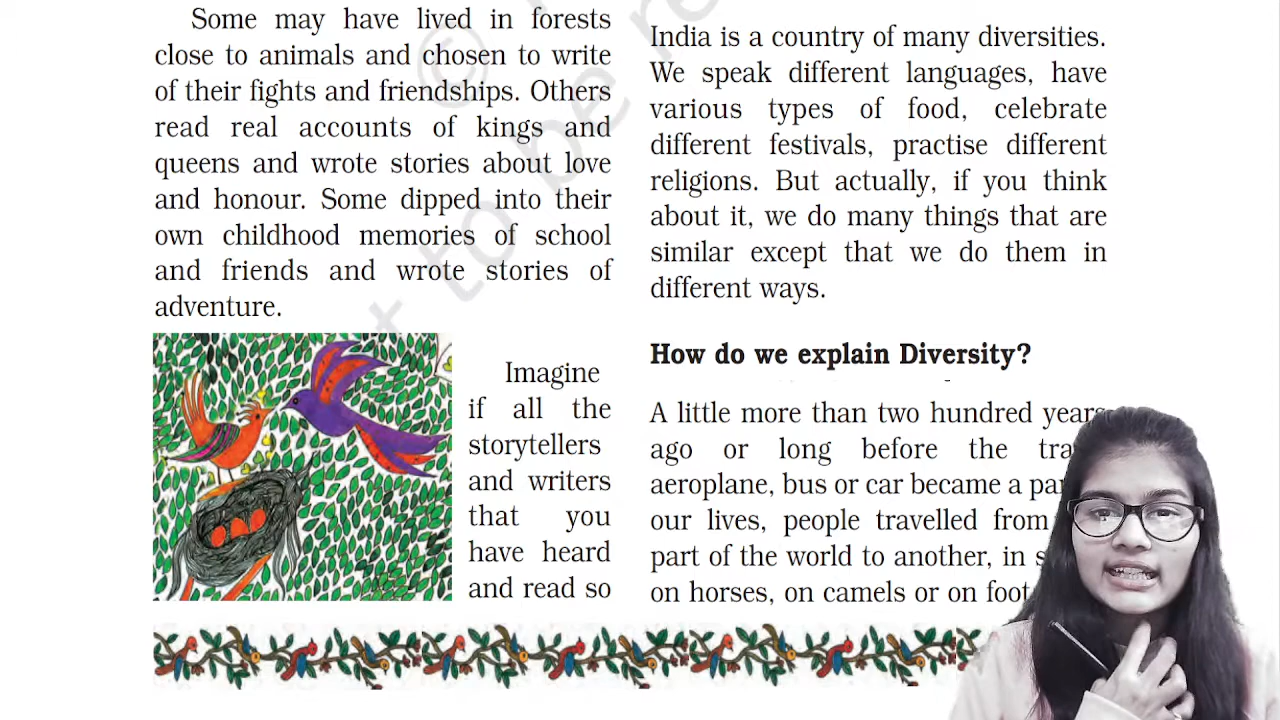 Some may have lived in forests
close to animals and chosen to write
of their fights and friendships. Others
read real accounts of kings and
queens and wrote stories about love
and honour. Some dipped into their
own childhood memories of school
and friends and wrote stories of
adventure.
Imagine
if all the
storytellers
and writers
that you
have heard
and read so
India is a country of many diversities.
We speak different languages, have
various types of food, celebrate
different festivals, practise different
religions. But actually, if you think
about it, we do many things that are
similar except that we do them in
different ways.
How do we explain Diversity?
A little more than two hundred years
ago or long before the
aeroplane, bus or car became a
our lives, people travelled from
part of the world to another, in
on horses, on camels or on foot
©
to be